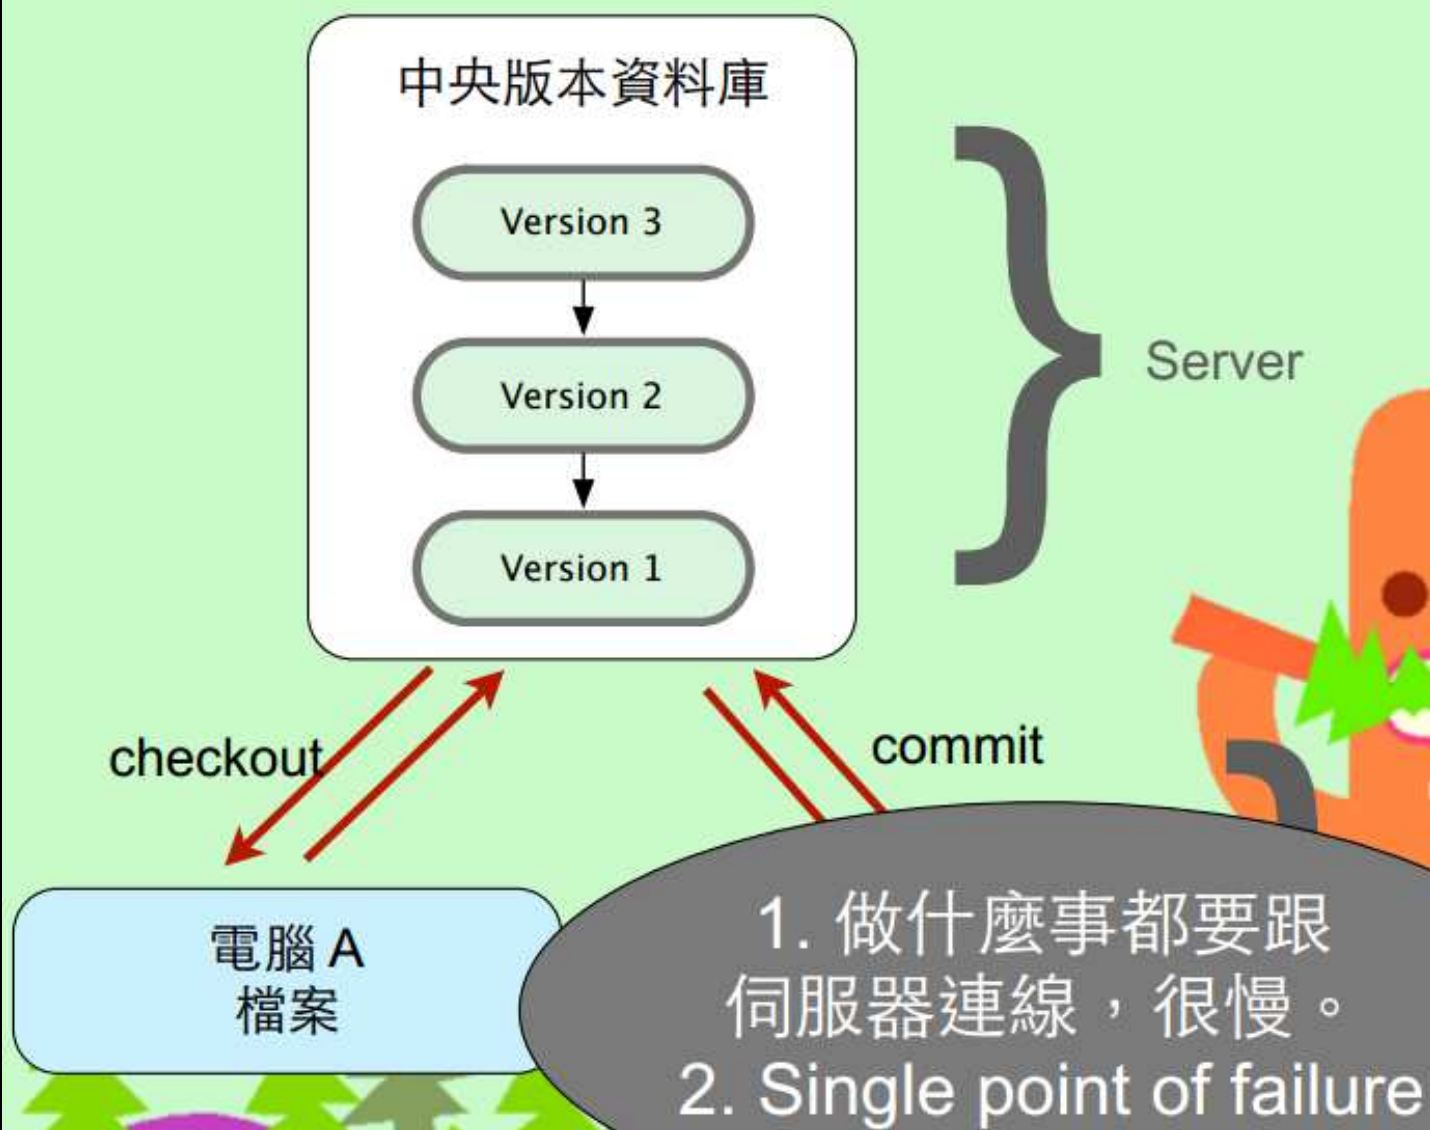 中央版本資料庫
Version 3
Version 2
Version 1
Server
checkout
commit
電腦 A
檔案
1. 做什麼事都要跟
伺服器連線，很慢。
2. Single point of failure